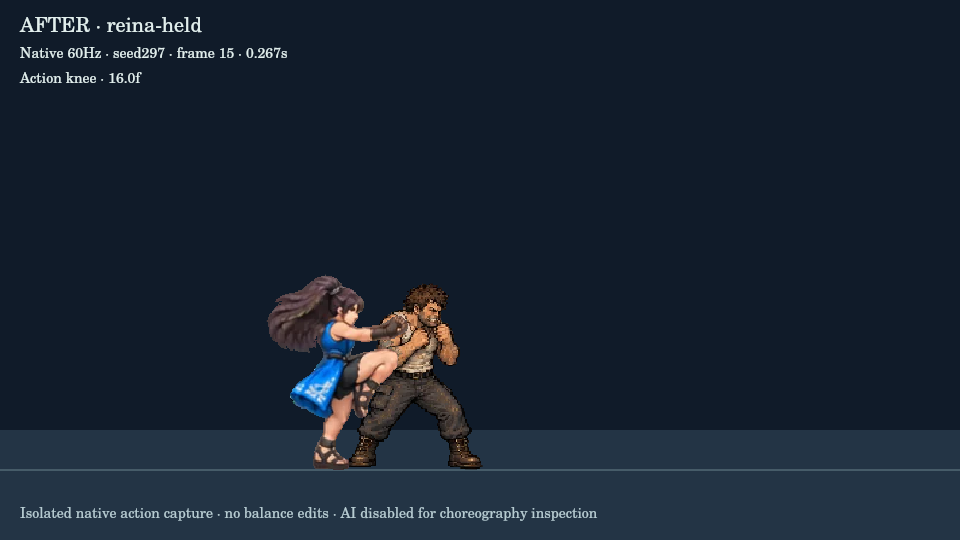 AFTER · reina-held
Native 60Hz · seed297 · frame 15 · 0.267s
Action knee · 16.0f
Isolated native action capture · no balance edits · AI disabled for choreography inspection